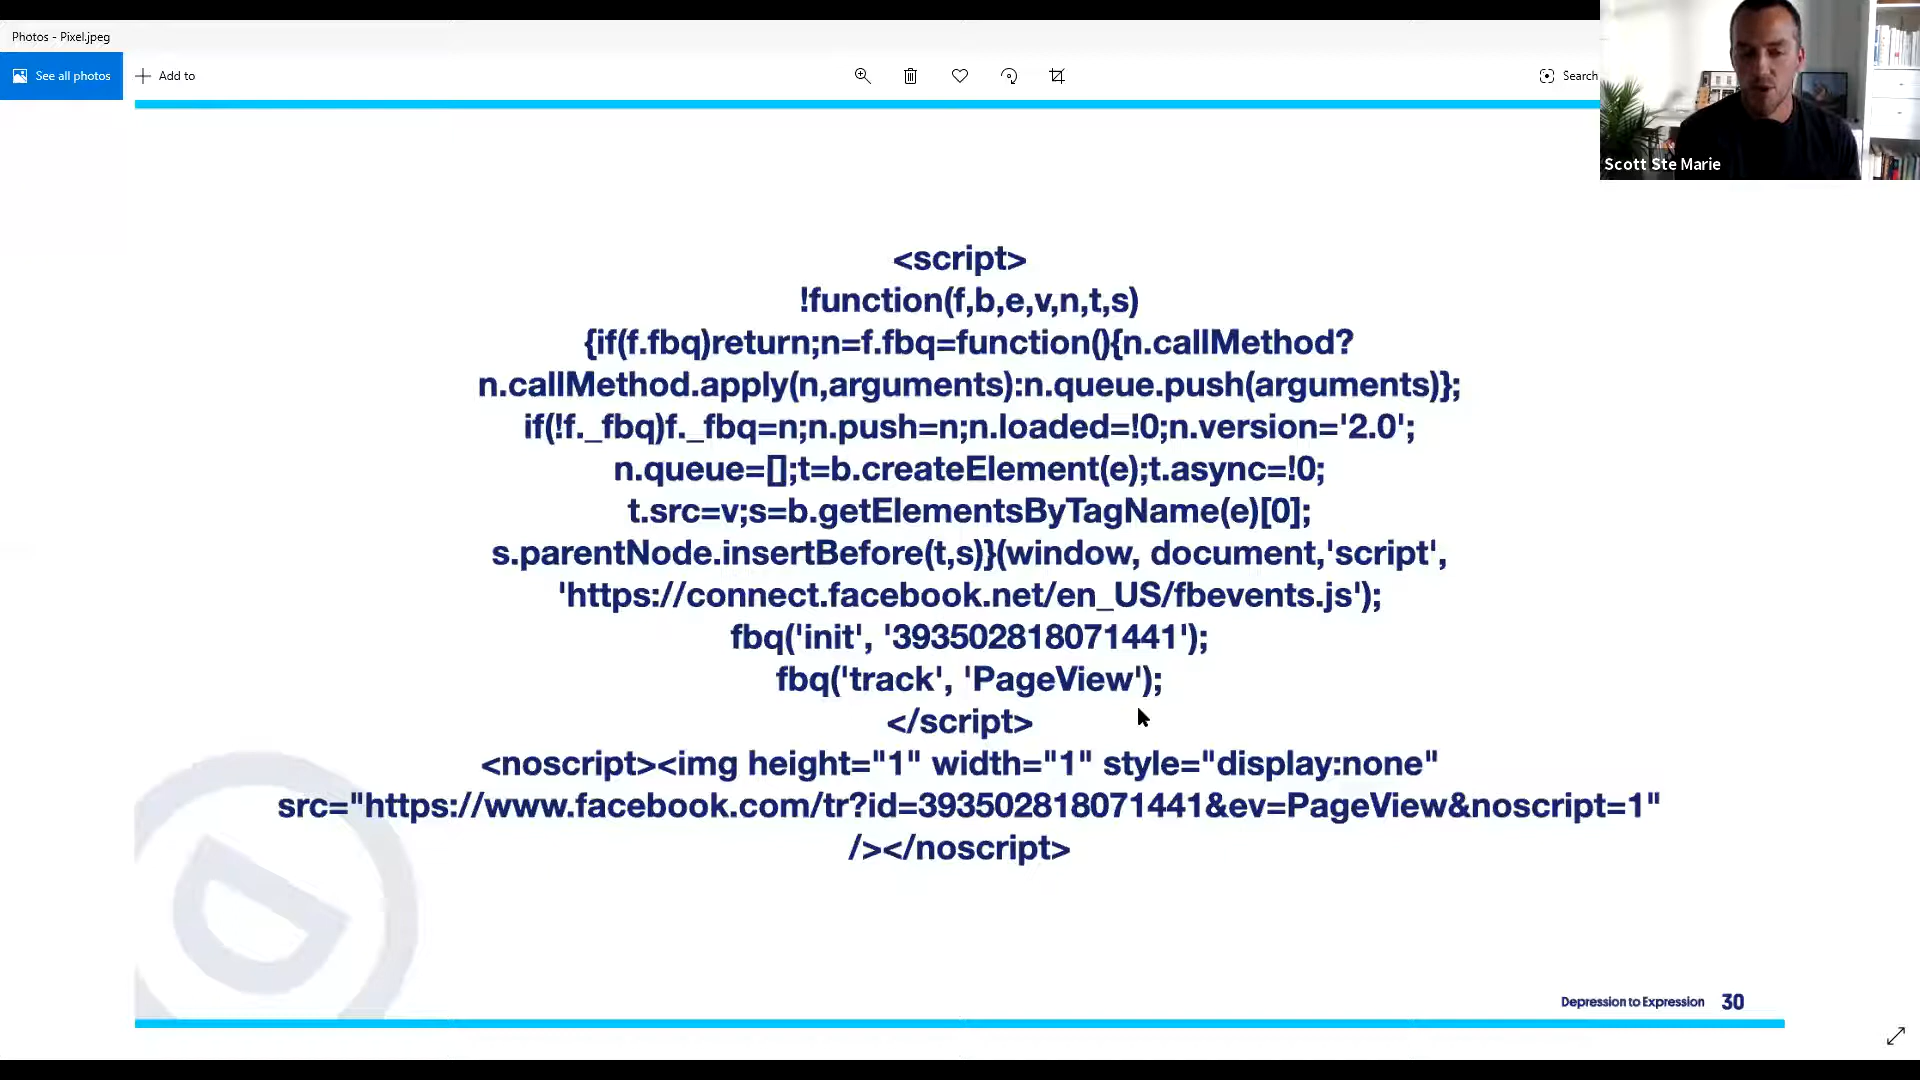 Photos - Pixel.jpeg
See all photos
Add to
Search
Scott Ste Marie
<script>
!function(f,b,e,v,n,t,s)
{if(f.fbq)return;n=f.fbq=function(){n.callMethod?
n.callMethod.apply(n,arguments):n.queue.push(arguments)};
if(!f._fbq)f._fbq=n;n.push=n;n.loaded=!0;n.version='2.0';
n.queue=[];t=b.createElement(e);t.async=!0;
t.src=v;s=b.getElementsByTagName(e)[0];
s.parentNode.insertBefore(t,s)}(window, document,'script',
'https://connect.facebook.net/en_US/fbevents.js');
fbq('init', '393502818071441');
fbq('track', 'PageView');
</script>
<noscript><img height="1" width="1" style="display:none"
src="https://www.facebook.com/tr?id=393502818071441&ev=PageView&noscript=1"
/></noscript>
Depression to Expression 30